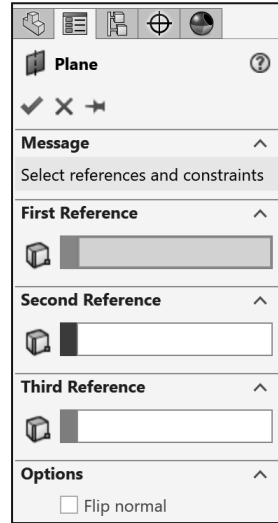 Plane
Message
Select references and constraints
First Reference
Second Reference
Third Reference
Options
Flip normal